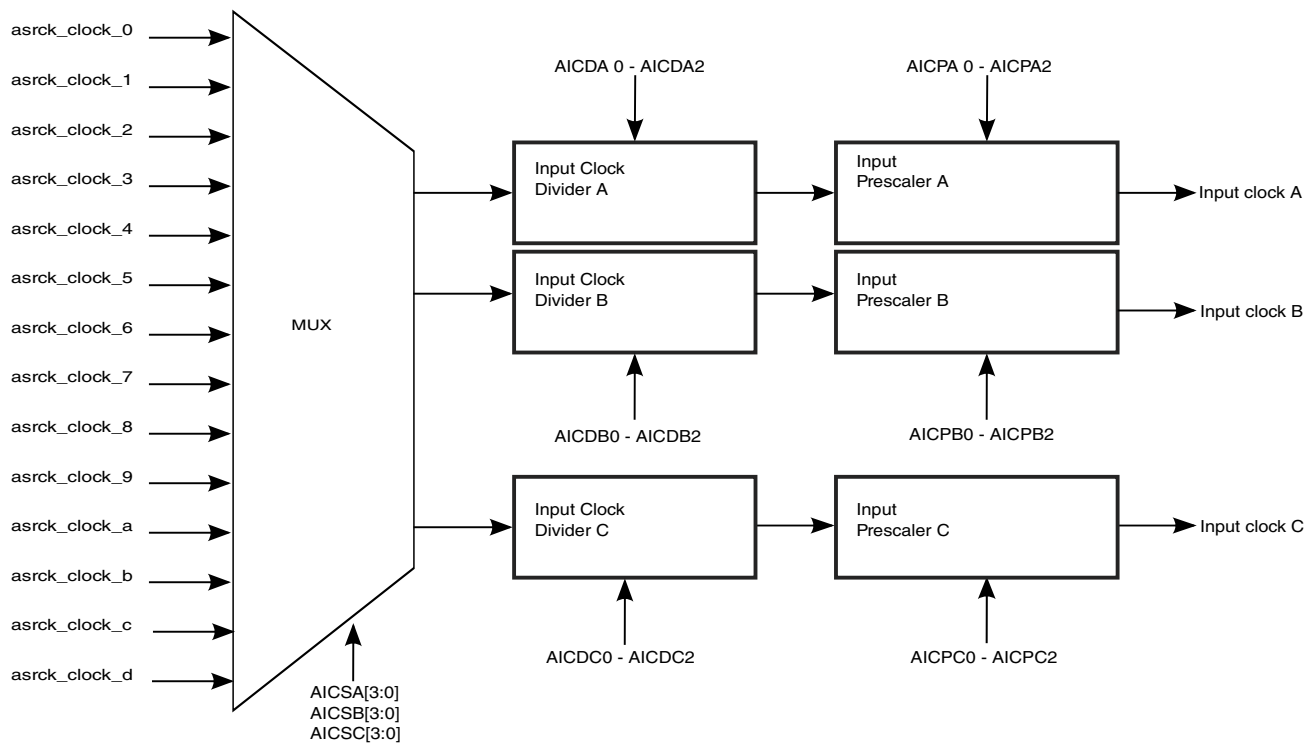 asrck_clock_0
asrck_clock_1
asrck_clock_2
asrck_clock_3
asrck_clock_4
asrck_clock_5
asrck_clock_6
asrck_clock_7
asrck_clock_8
asrck_clock_9
asrck_clock_a
asrck_clock_b
asrck_clock_c
asrck_clock_d
MUX
AICSA[3:0]
AICSB[3:0]
AICSC[3:0]
AICDA 0 - AICDA2
AICPA 0 - AICPA2
Input Clock
Divider A
Input
Prescaler A
Input clock A
Input Clock
Divider B
Input
Prescaler B
Input clock B
AICDB0 - AICDB2
AICPB0 - AICPB2
Input Clock
Divider C
Input
Prescaler C
Input clock C
AICDC0 - AICDC2
AICPC0 - AICPC2